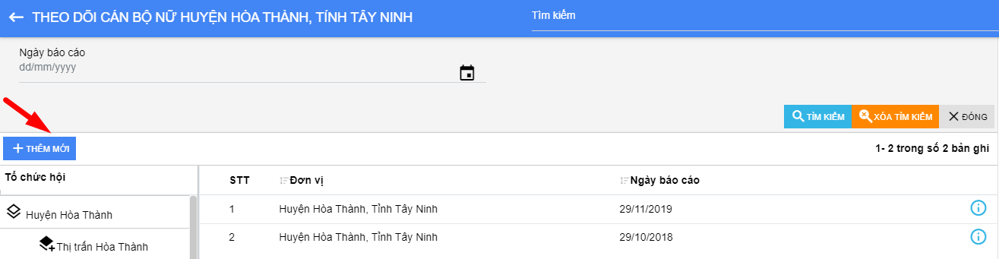 THEO DÕI CÁN BỘ NỮ HUYỆN HÒA THÀNH, TỈNH TÂY NINH
Tìm kiếm
Ngày báo cáo
dd/mm/yyyy
TÌM KIẾM
XÓA TÌM KIẾM
ĐÓNG
THÊM MỚI
1- 2 trong số 2 bản ghi
Tổ chức hội
STT Đơn vị Ngày báo cáo
1 Huyện Hòa Thành, Tỉnh Tây Ninh 29/11/2019
Huyện Hòa Thành
2 Huyện Hòa Thành, Tỉnh Tây Ninh 29/10/2018
Thị trấn Hòa Thành